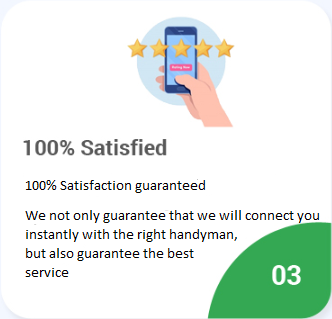 100% Satisfied
100% Satisfaction guaranteed
We not only guarantee that we will connect you
instantly with the right handyman,
but also guarantee the best
service
03